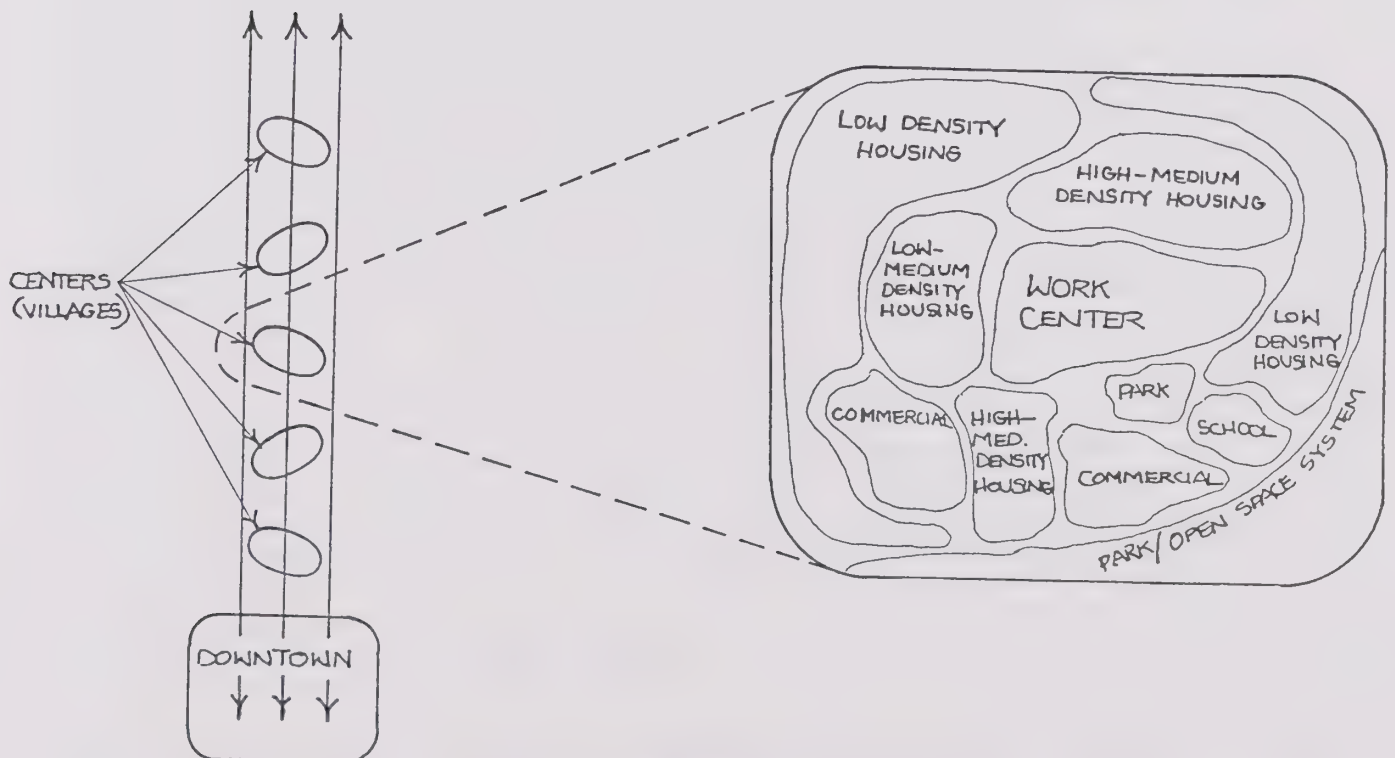 CENTERS
(VILLAGES)
DOWNTOWN
LOW DENSITY
HOUSING
HIGH-MEDIUM
DENSITY HOUSING
LOW-
MEDIUM
DENSITY
HOUSING
WORK
CENTER
LOW
DENSITY
HOUSING
PARK
SCHOOL
COMMERCIAL
HIGH-
MED.
DENSITY
HOUSING
COMMERCIAL
PARK/OPEN SPACE SYSTEM